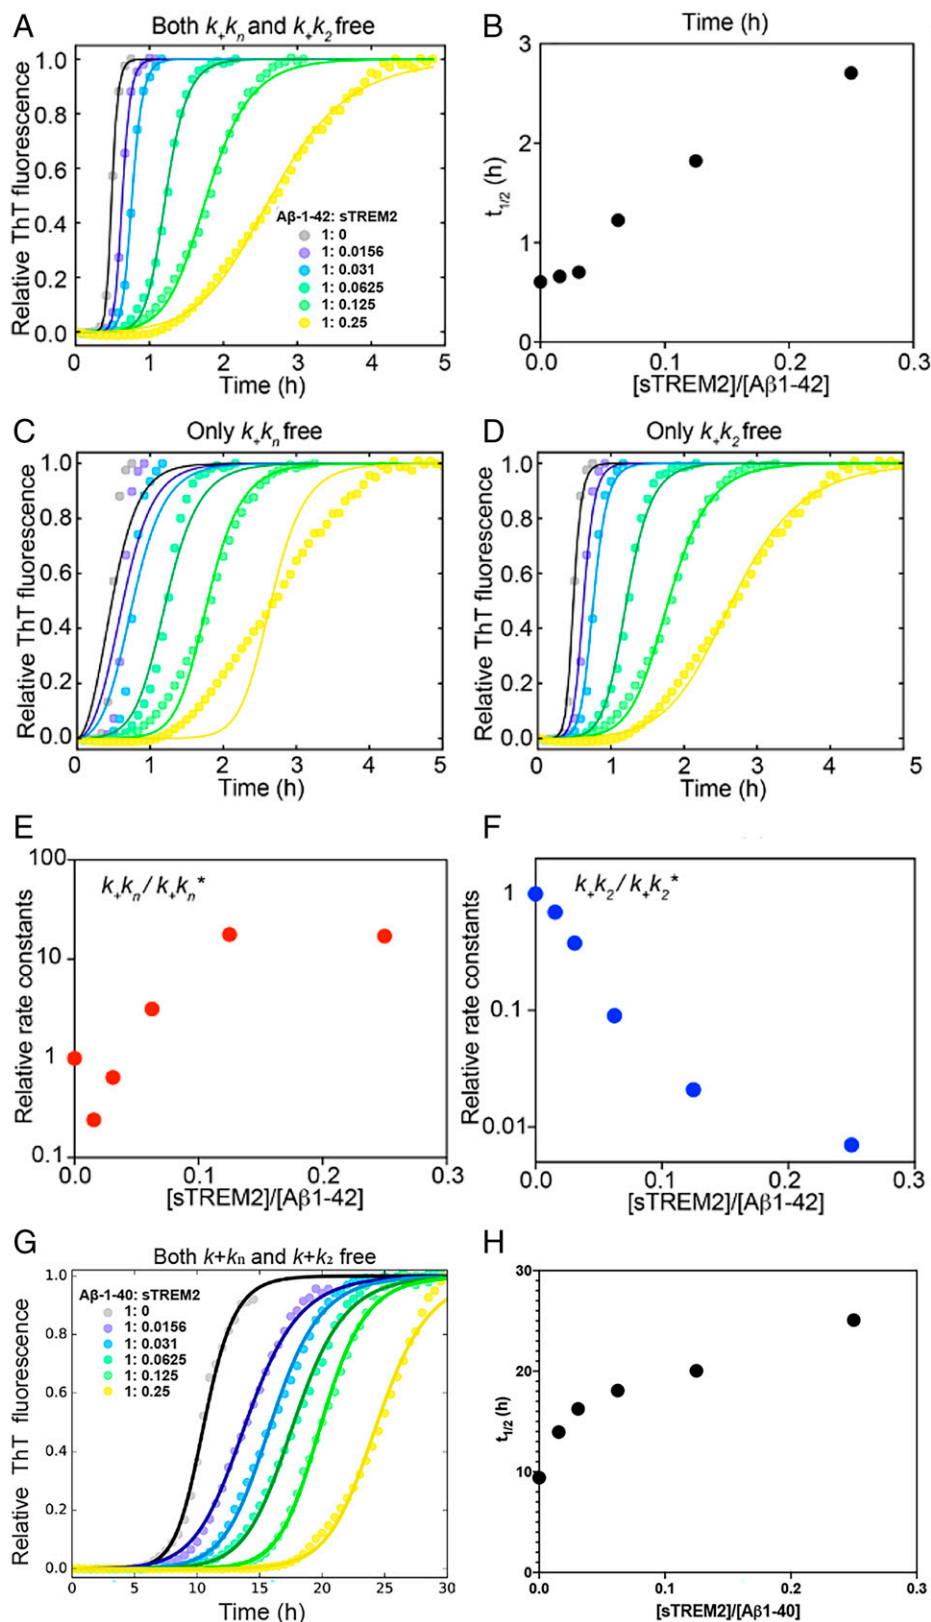 A
Both k₊kₙ and k₊k₂ free
Relative ThT fluorescence
1.0
0.8
0.6
0.4
0.2
0.0
Aβ-1-42: sTREM2
1: 0
1: 0.0156
1: 0.031
1: 0.0625
1: 0.125
1: 0.25
0 1 2 3 4 5
Time (h)
B
Time (h)
t1/2 (h)
3
2
1
0
0.0 0.1 0.2 0.3
[sTREM2]/[Aβ1-42]
C
Only k₊kₙ free
Relative ThT fluorescence
1.0
0.8
0.6
0.4
0.2
0.0
0 1 2 3 4 5
Time (h)
D
Only k₊k₂ free
Relative ThT fluorescence
1.0
0.8
0.6
0.4
0.2
0.0
0 1 2 3 4 5
Time (h)
E
k₊kₙ/ k₊kₙ*
Relative rate constants
100
10
1
0.1
0.0 0.1 0.2 0.3
[sTREM2]/[Aβ1-42]
F
k₊k₂/ k₊k₂*
Relative rate constants
1
0.1
0.01
0.0 0.1 0.2 0.3
[sTREM2]/[Aβ1-42]
G
Both k+kₙ and k+k₂ free
Relative ThT fluorescence
1.0
0.8
0.6
0.4
0.2
0.0
Aβ-1-40: sTREM2
1: 0
1: 0.0156
1: 0.031
1: 0.0625
1: 0.125
1: 0.25
0 5 10 15 20 25 30
Time (h)
H
t1/2 (h)
30
20
10
0
0.0 0.1 0.2 0.3
[sTREM2]/[Aβ1-40]